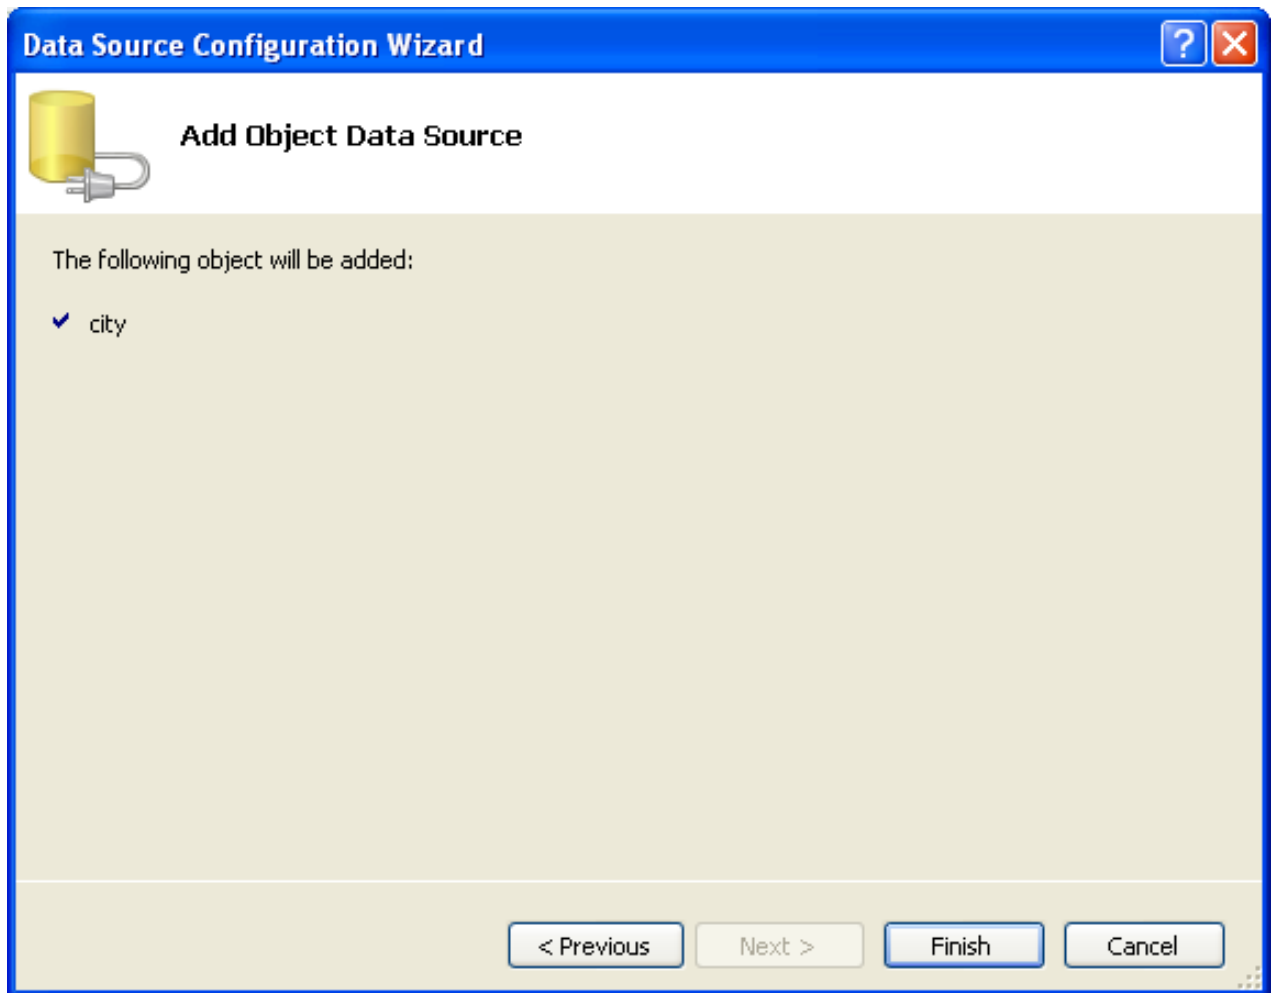 Data Source Configuration Wizard
?
Add Object Data Source
The following object will be added:
city
< Previous Next > Finish Cancel